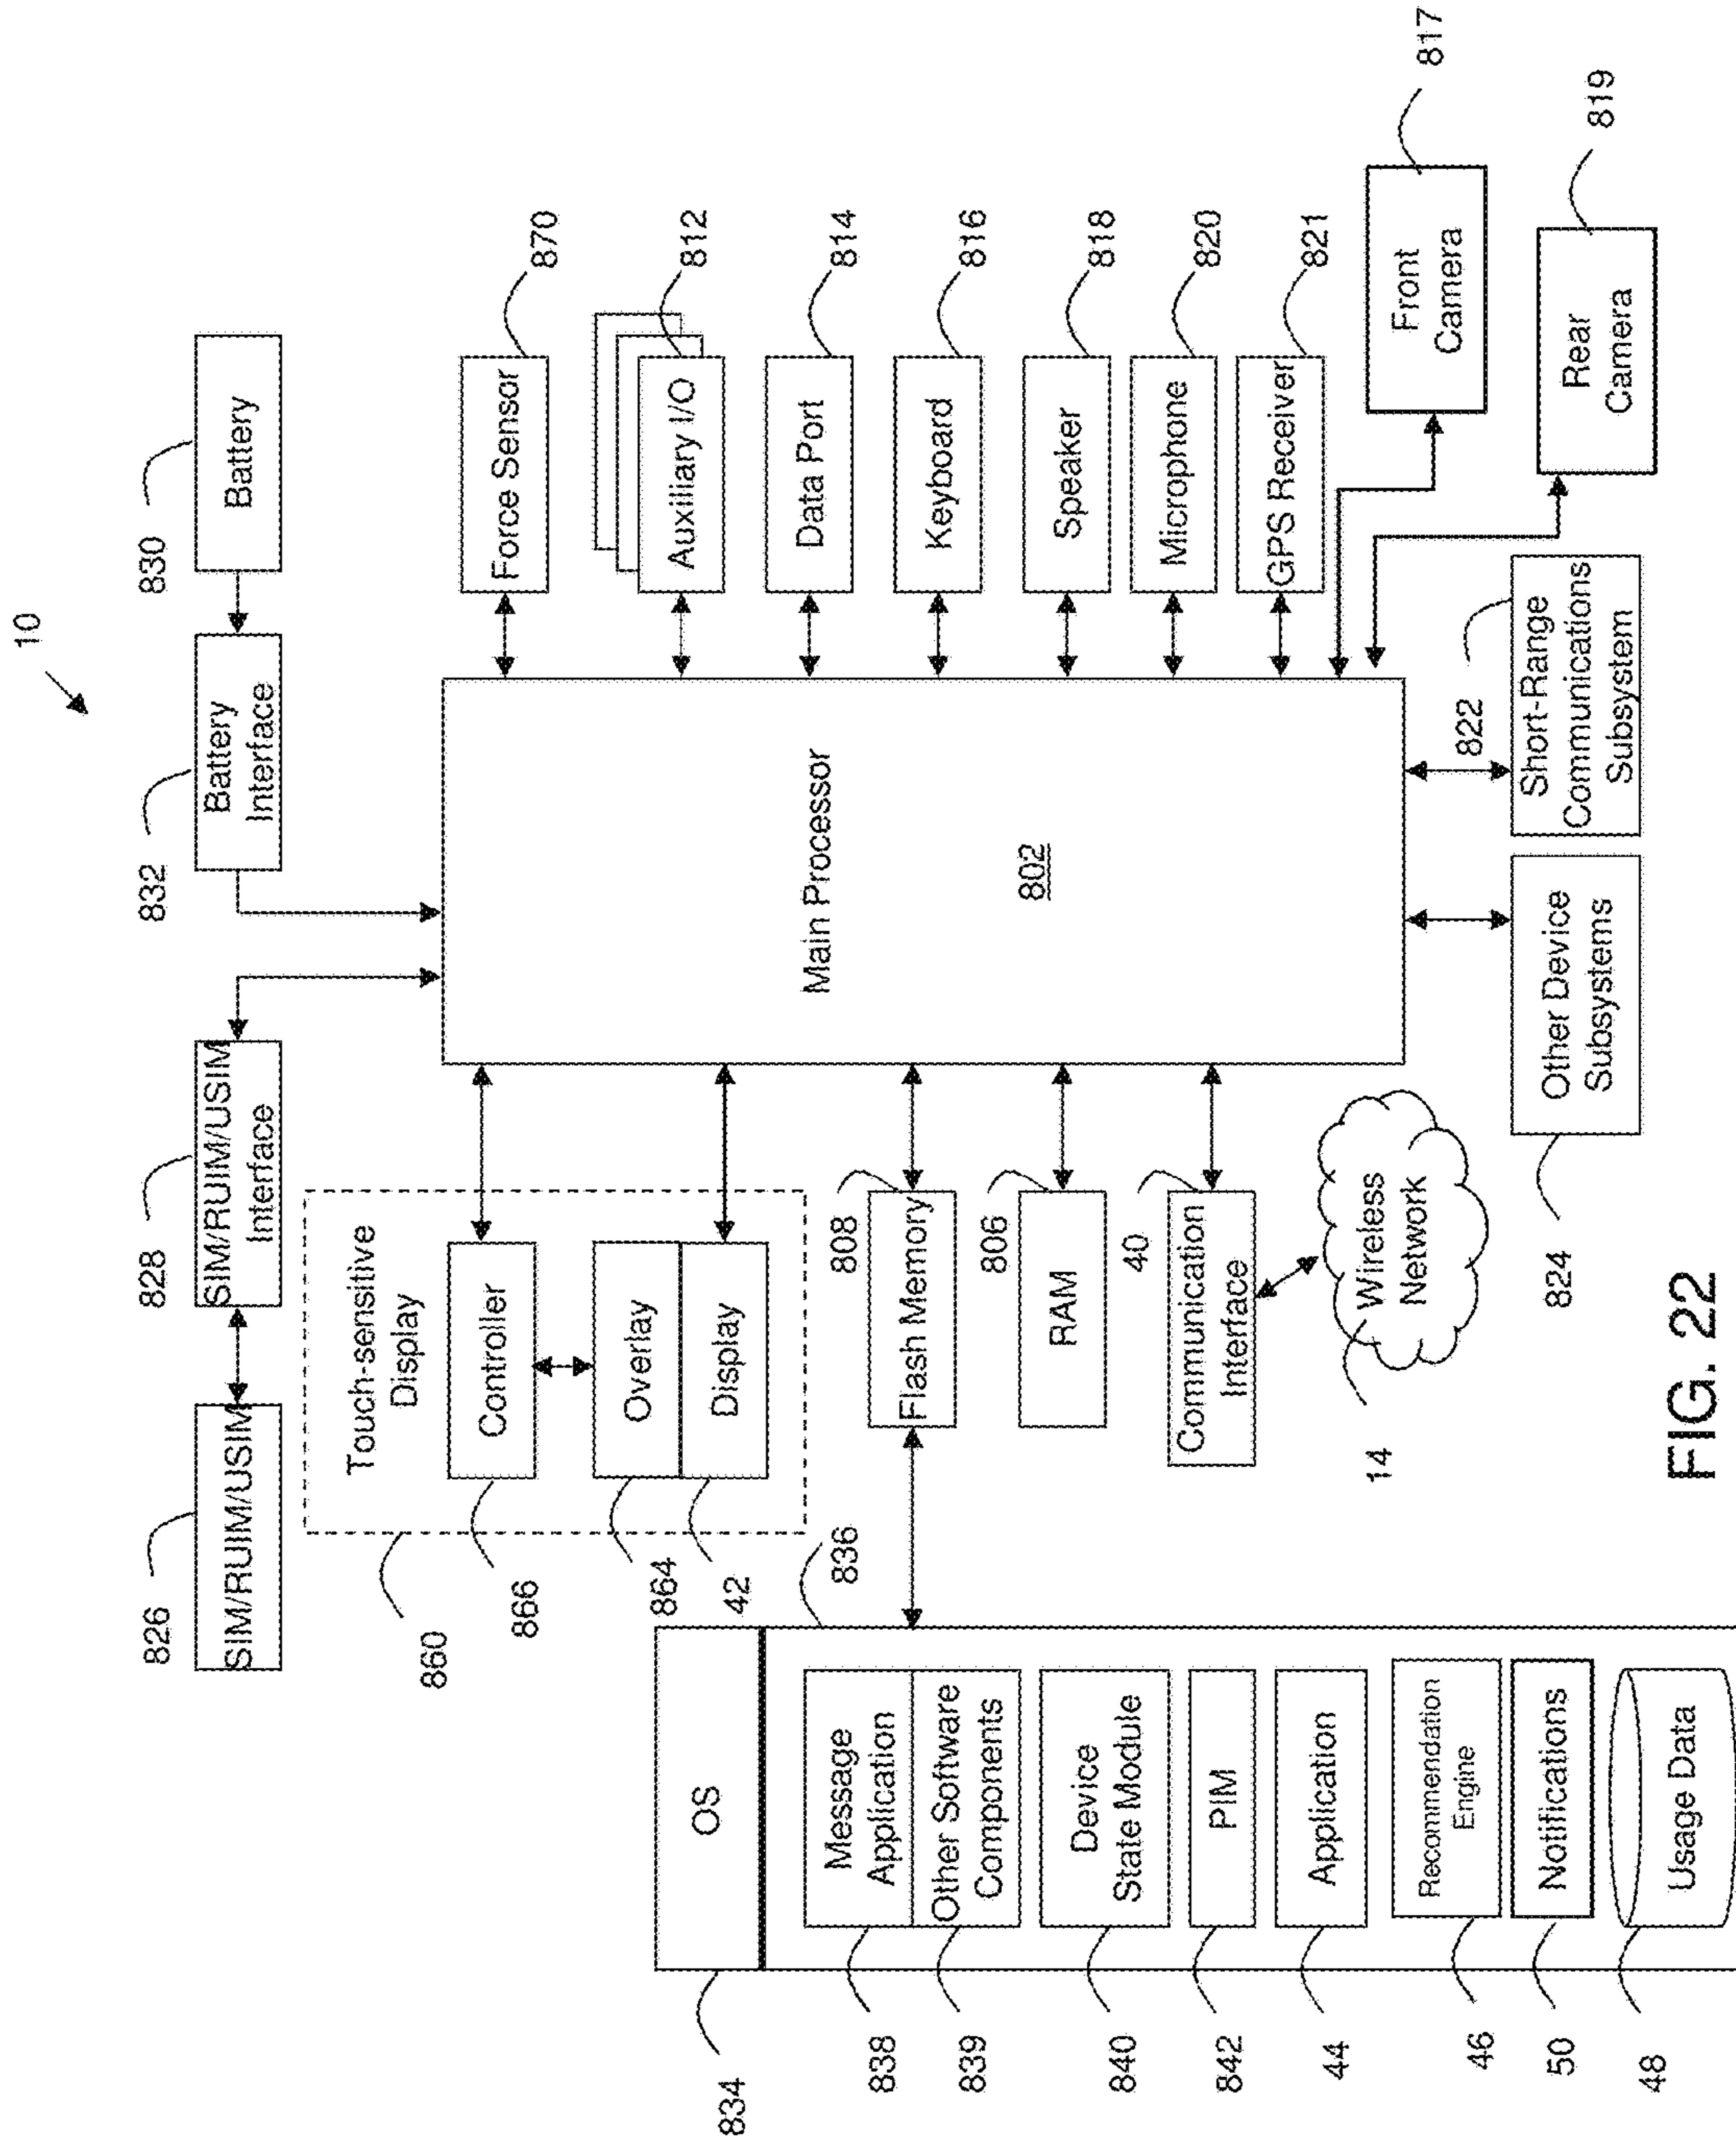 10
826
828
832
830
SIM/RUIM/USIM
SIM/RUIM/USIM
Interface
Battery
Interface
Battery
860
Touch-sensitive
Display
866
Controller
864
Overlay
42
Display
Main Processor
802
Force Sensor
870
Auxiliary I/O
812
Data Port
814
Keyboard
816
Speaker
818
Microphone
820
GPS Receiver
821
Front
Camera
817
Rear
Camera
819
808
Flash Memory
806
RAM
40
Communication
Interface
14
Wireless
Network
824
Other Device
Subsystems
822
Short-Range
Communications
Subsystem
834
OS
836
838
Message
Application
839
Other Software
Components
840
Device
State Module
842
PIM
44
Application
46
Recommendation
Engine
50
Notifications
48
Usage Data
FIG. 22